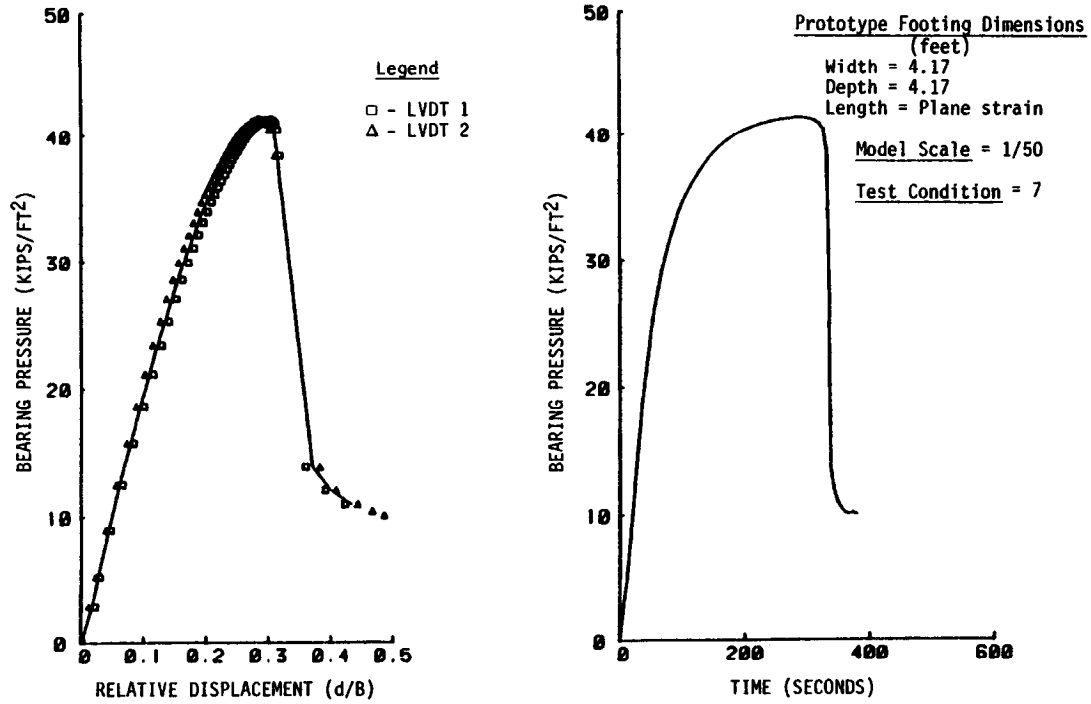 50
40
30
20
10
0
BEARING PRESSURE (KIPS/FT2)
Legend
□ - LVDT 1
△ - LVDT 2
0 0.1 0.2 0.3 0.4 0.5
RELATIVE DISPLACEMENT (d/B)
50
40
30
20
10
0
BEARING PRESSURE (KIPS/FT2)
Prototype Footing Dimensions
(feet)
Width = 4.17
Depth = 4.17
Length = Plane strain
Model Scale = 1/50
Test Condition = 7
0 200 400 600
TIME (SECONDS)